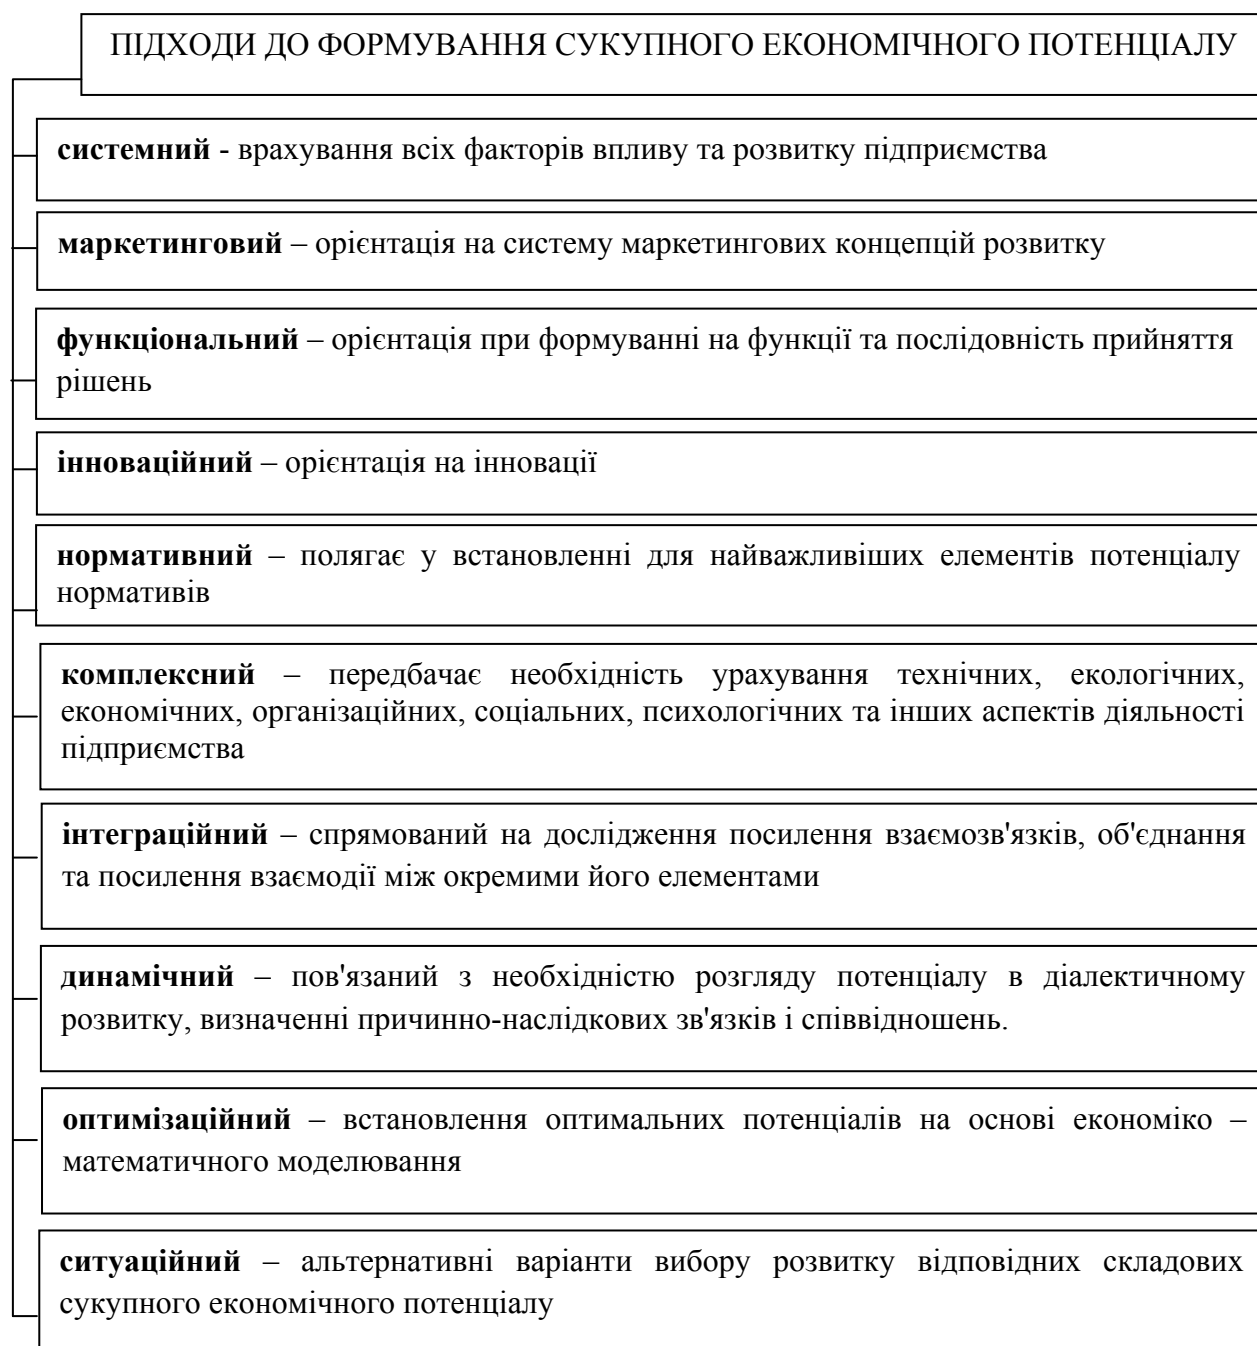 ПІДХОДИ ДО ФОРМУВАННЯ СУКУПНОГО ЕКОНОМІЧНОГО ПОТЕНЦІАЛУ
системний - врахування всіх факторів впливу та розвитку підприємства
маркетинговий – орієнтація на систему маркетингових концепцій розвитку
функціональний – орієнтація при формуванні на функції та послідовність прийняття
рішень
інноваційний – орієнтація на інновації
нормативний – полягає у встановленні для найважливіших елементів потенціалу
нормативів
комплексний – передбачає необхідність урахування технічних, екологічних,
економічних, організаційних, соціальних, психологічних та інших аспектів діяльності
підприємства
інтеграційний – спрямований на дослідження посилення взаємозв'язків, об'єднання
та посилення взаємодії між окремими його елементами
динамічний – пов'язаний з необхідністю розгляду потенціалу в діалектичному
розвитку, визначенні причинно-наслідкових зв'язків і співвідношень.
оптимізаційний – встановлення оптимальних потенціалів на основі економіко –
математичного моделювання
ситуаційний – альтернативні варіанти вибору розвитку відповідних складових
сукупного економічного потенціалу